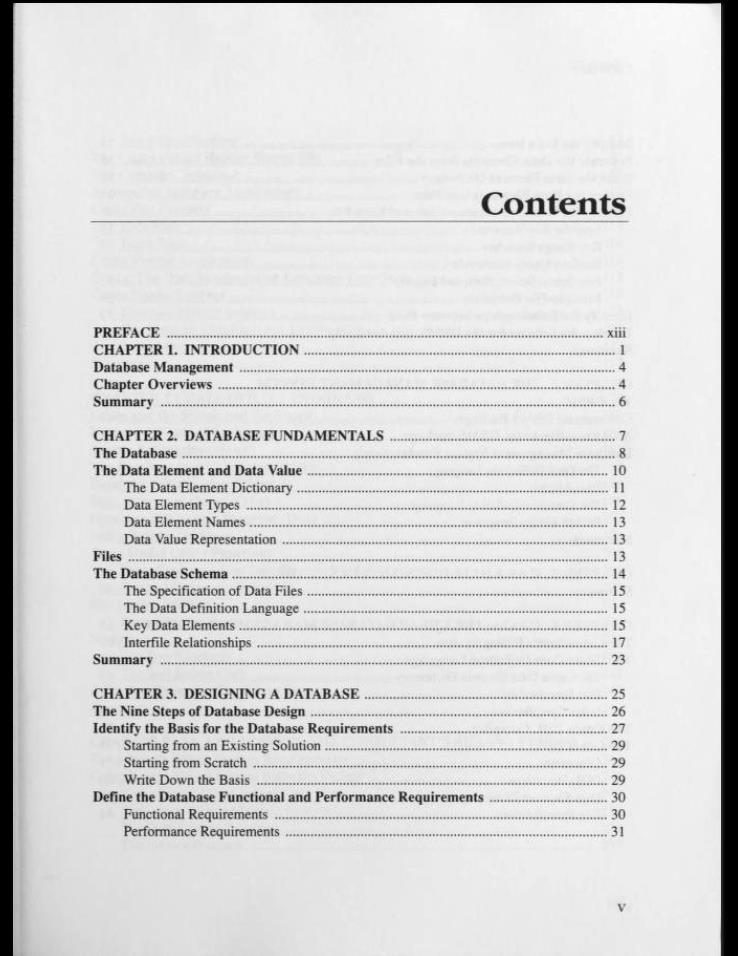 Contents
PREFACE ........ xiii
CHAPTER 1. INTRODUCTION ........ 1
Database Management ........ 4
Chapter Overviews ........ 4
Summary ........ 6
CHAPTER 2. DATABASE FUNDAMENTALS ........ 7
The Database ........ 8
The Data Element and Data Value ........ 10
The Data Element Dictionary ........ 11
Data Element Types ........ 12
Data Element Names ........ 13
Data Value Representation ........ 13
Files ........ 13
The Database Schema ........ 14
The Specification of Data Files ........ 15
The Data Definition Language ........ 15
Key Data Elements ........ 15
Interfile Relationships ........ 17
Summary ........ 23
CHAPTER 3. DESIGNING A DATABASE ........ 25
The Nine Steps of Database Design ........ 26
Identify the Basis for the Database Requirements ........ 27
Starting from an Existing Solution ........ 29
Starting from Scratch ........ 29
Write Down the Basis ........ 29
Define the Database Functional and Performance Requirements ........ 30
Functional Requirements ........ 30
Performance Requirements ........ 31
v